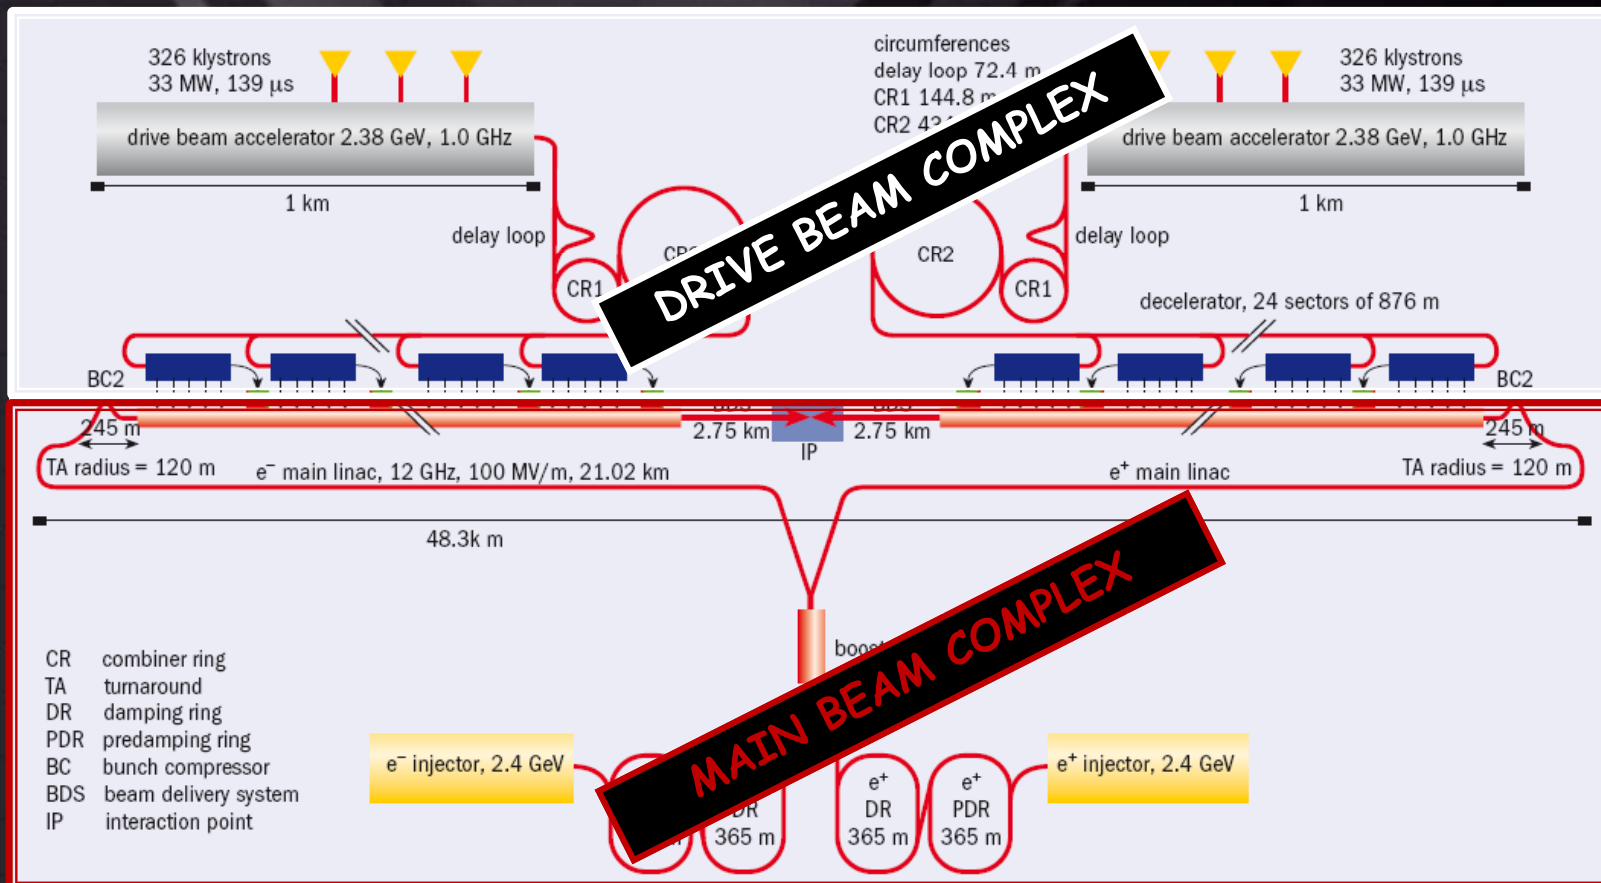 326 klystrons
33 MW, 139 μs
drive beam accelerator 2.38 GeV, 1.0 GHz
1 km
delay loop
CR1
circumferences
delay loop 72.4 m
CR1 144.8 m
CR2
326 klystrons
33 MW, 139 μs
drive beam accelerator 2.38 GeV, 1.0 GHz
1 km
delay loop
CR2
CR1
decelerator, 24 sectors of 876 m
DRIVE BEAM COMPLEX
BC2
BC2
245 m
2.75 km
2.75 km
IP
245 m
TA radius = 120 m
e⁻ main linac, 12 GHz, 100 MV/m, 21.02 km
e⁺ main linac
TA radius = 120 m
48.3k m
MAIN BEAM COMPLEX
CR combiner ring
TA turnaround
DR damping ring
PDR predamping ring
BC bunch compressor
BDS beam delivery system
IP interaction point
e⁻ injector, 2.4 GeV
365 m
e⁺
DR
365 m
e⁺
PDR
365 m
e⁺ injector, 2.4 GeV